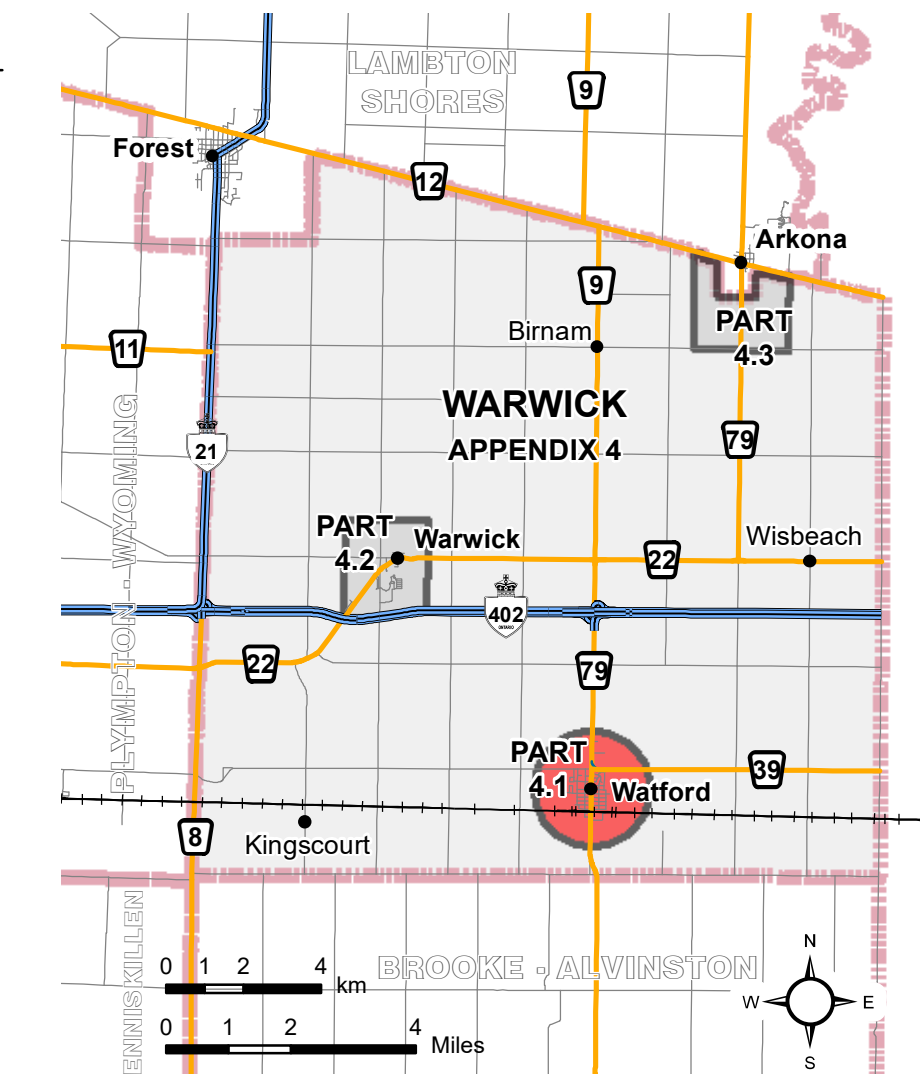 LAMBTON
SHORES
9
Forest
12
Arkona
9
PART
4.3
Birnam
11
WARWICK
APPENDIX 4
79
21
PLYMPTON - WYOMING
PART
4.2
Warwick
Wisbeach
22
402
ONTARIO
22
79
PART
4.1
39
Watford
8
Kingscourt
ENNISKILLEN
BROOKE - ALVINSTON
0 1 2 4
km
0 1 2 4
Miles
N
W E
S